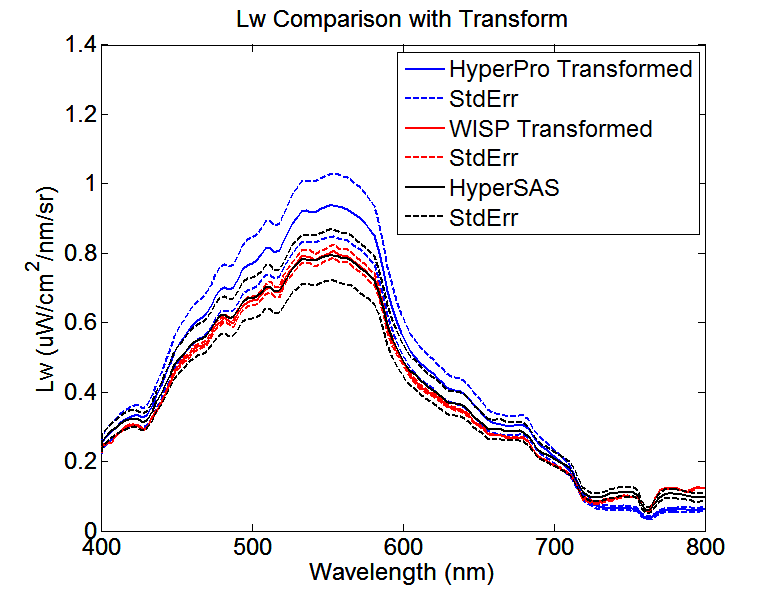 Lw Comparison with Transform
1.4
1.2
1
0.8
0.6
0.4
0.2
0
Lw (uW/cm²/nm/sr)
HyperPro Transformed
StdErr
WISP Transformed
StdErr
HyperSAS
StdErr
400 500 600 700 800
Wavelength (nm)